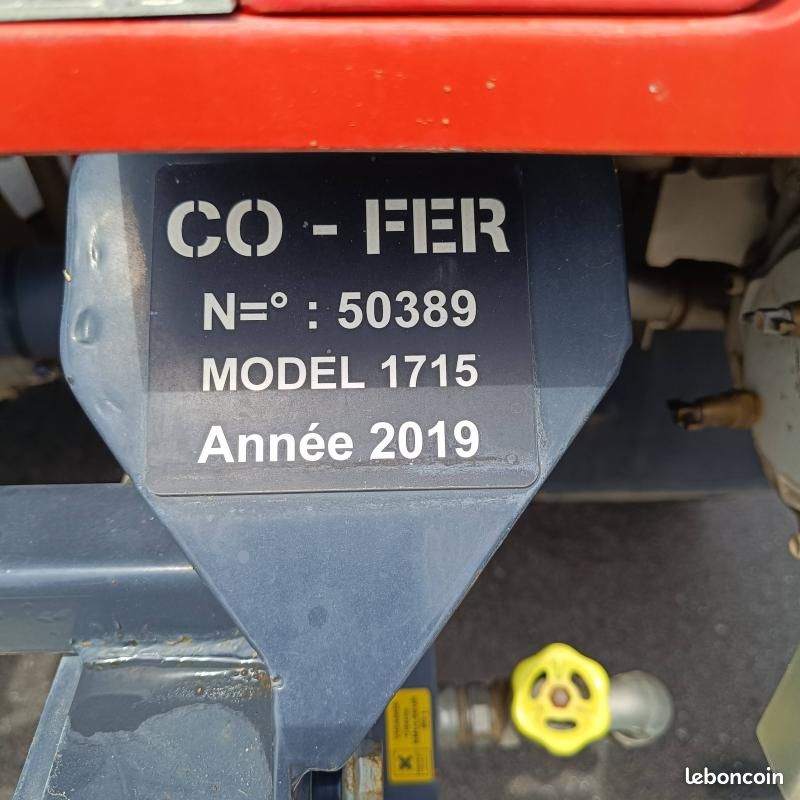 CO - FER
N=° : 50389
MODEL 1715
Année 2019
leboncoin